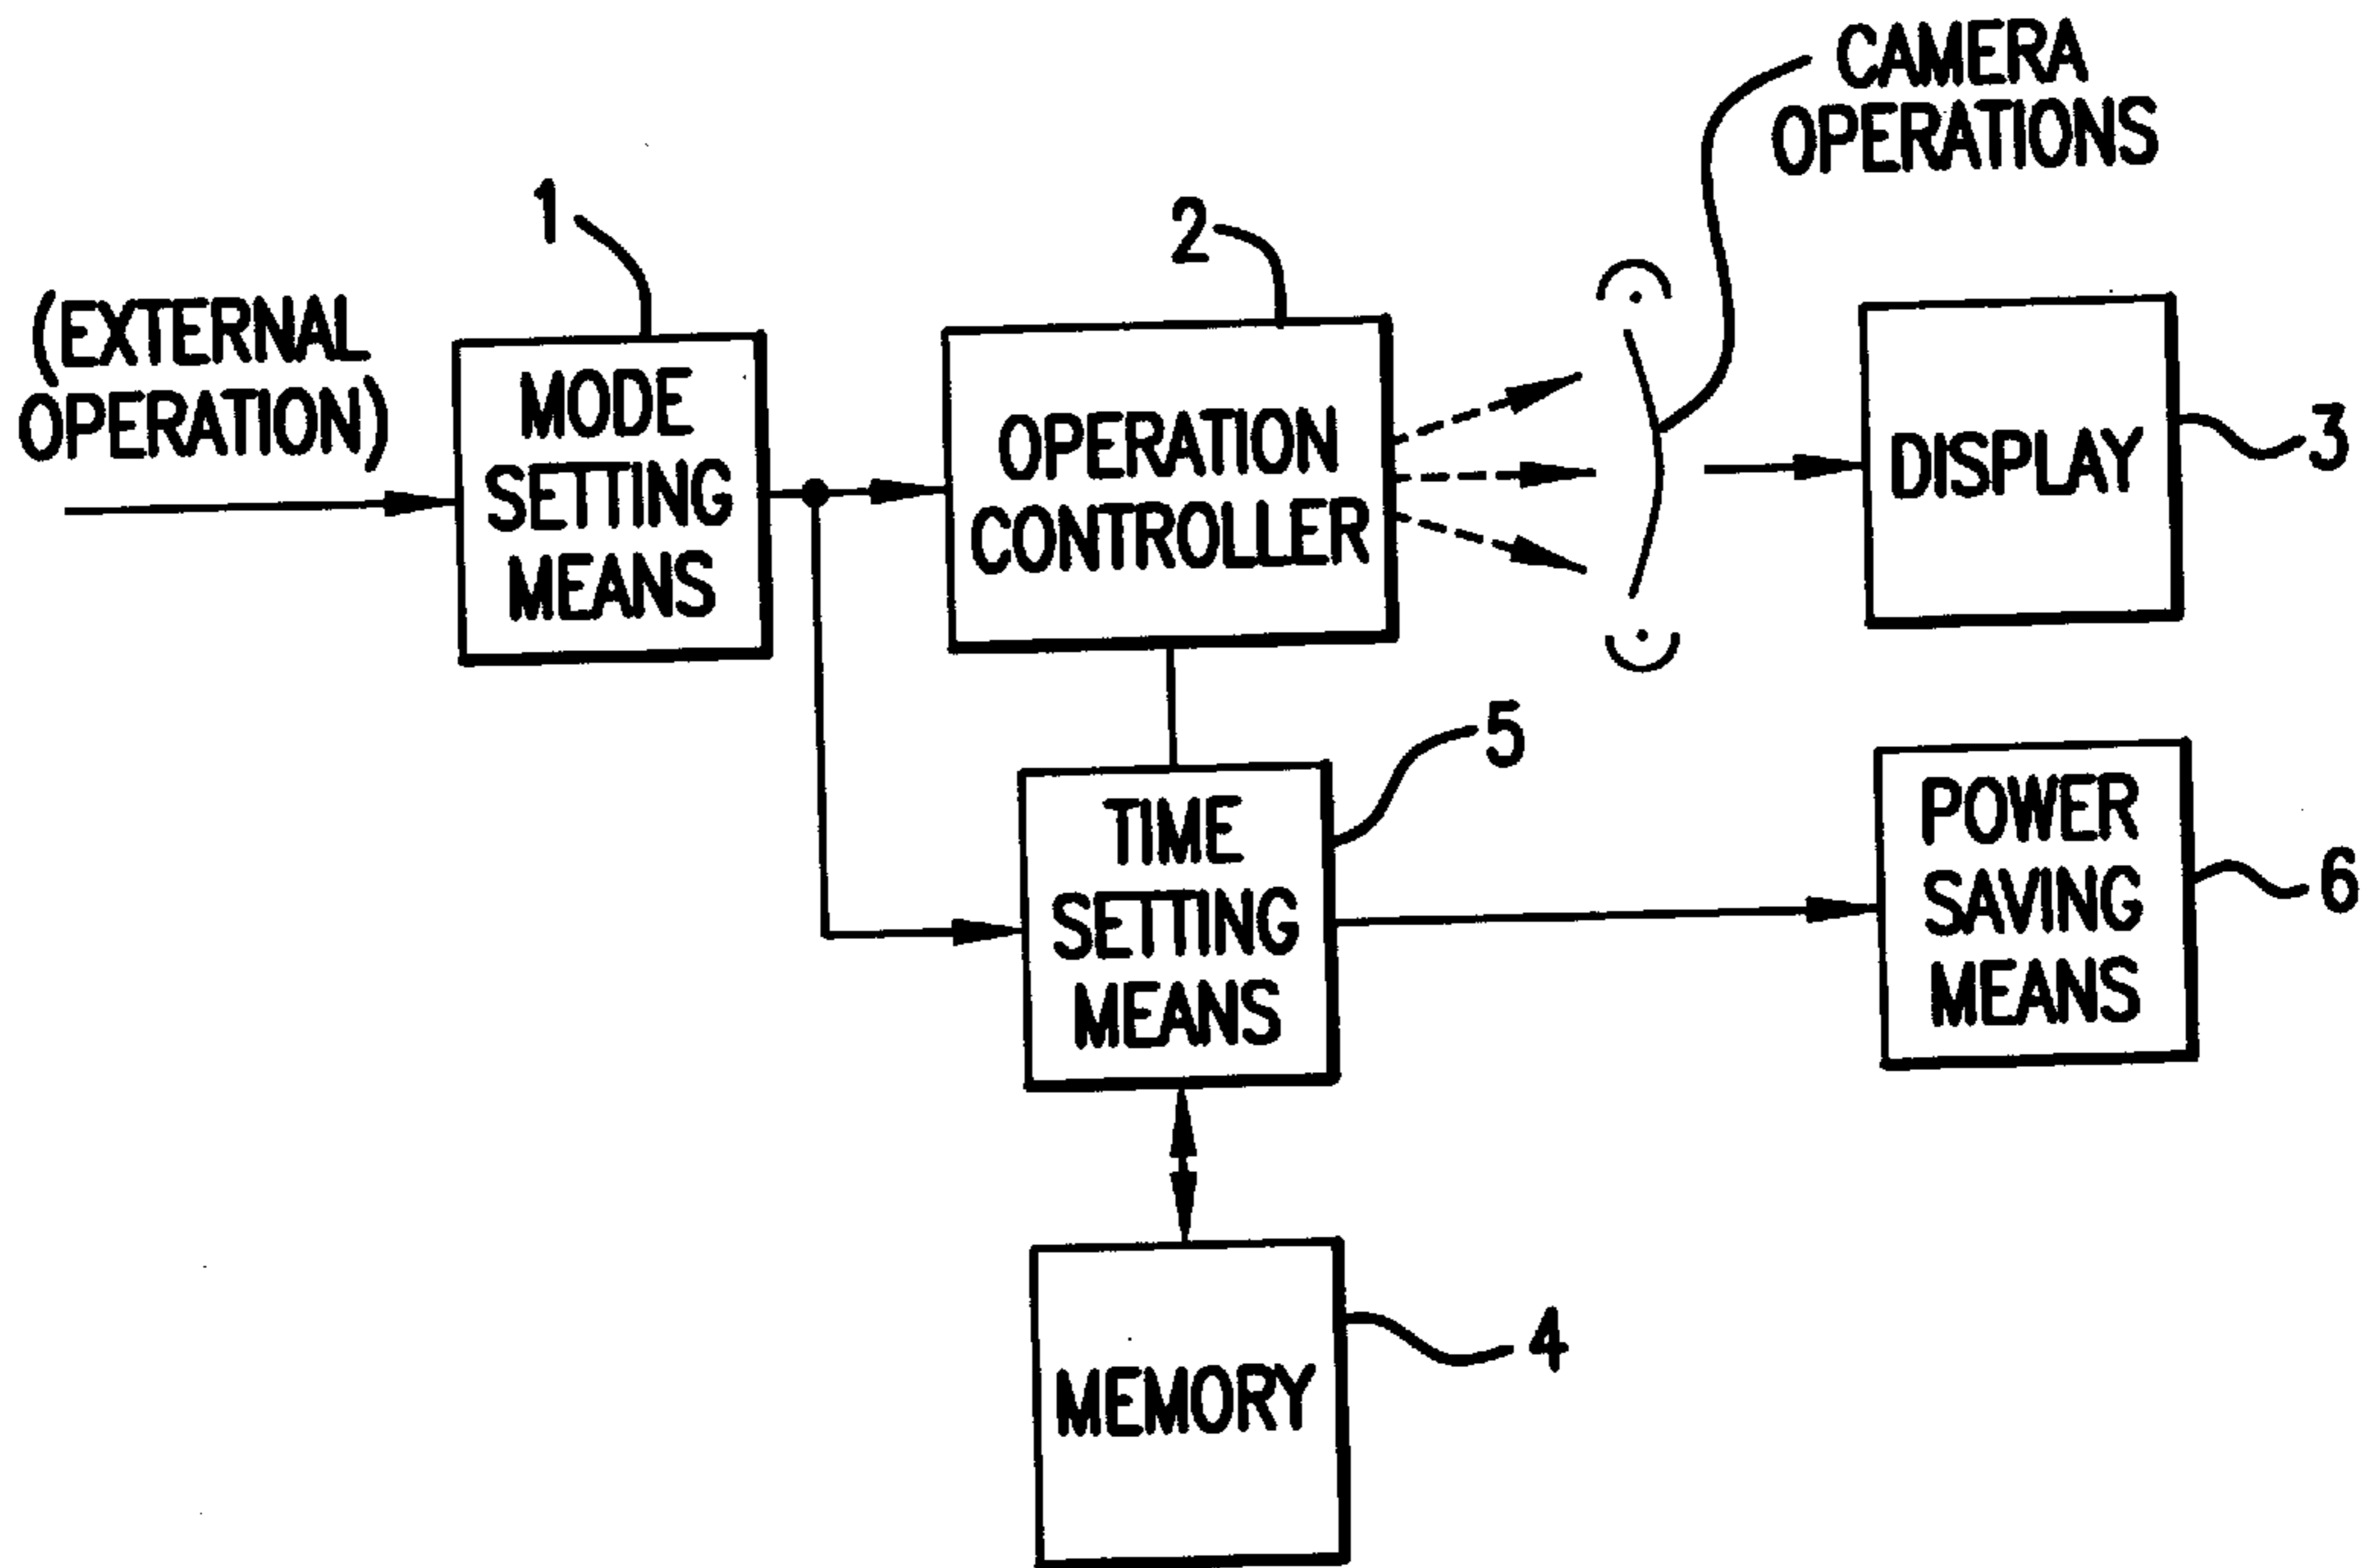 CAMERA
OPERATIONS
1
2
(EXTERNAL
OPERATION)
MODE
SETTING
MEANS
OPERATION
CONTROLLER
DISPLAY
3
5
TIME
SETTING
MEANS
POWER
SAVING
MEANS
6
MEMORY
4